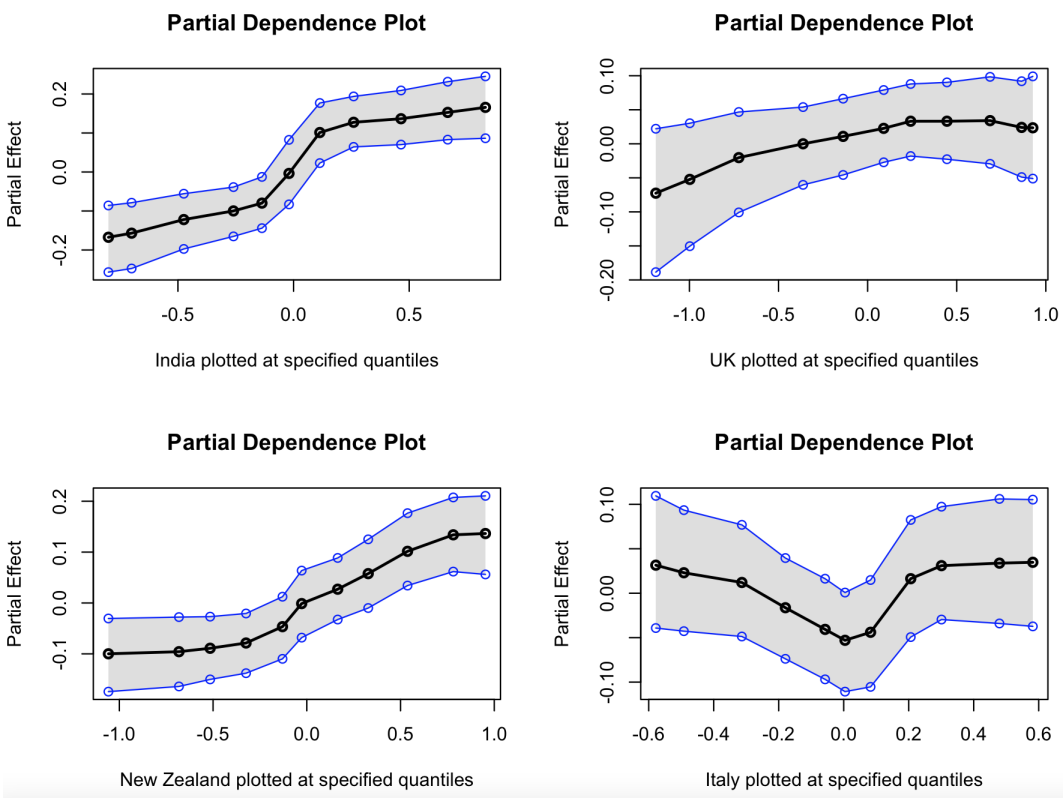 Partial Dependence Plot
Partial Effect
0.2
0.0
-0.2
-0.5 0.0 0.5
India plotted at specified quantiles
Partial Dependence Plot
Partial Effect
0.10
0.00
-0.10
-0.20
-1.0 -0.5 0.0 0.5 1.0
UK plotted at specified quantiles
Partial Dependence Plot
Partial Effect
0.2
0.1
0.0
-0.1
-1.0 -0.5 0.0 0.5 1.0
New Zealand plotted at specified quantiles
Partial Dependence Plot
Partial Effect
0.10
0.00
-0.10
-0.6 -0.4 -0.2 0.0 0.2 0.4 0.6
Italy plotted at specified quantiles